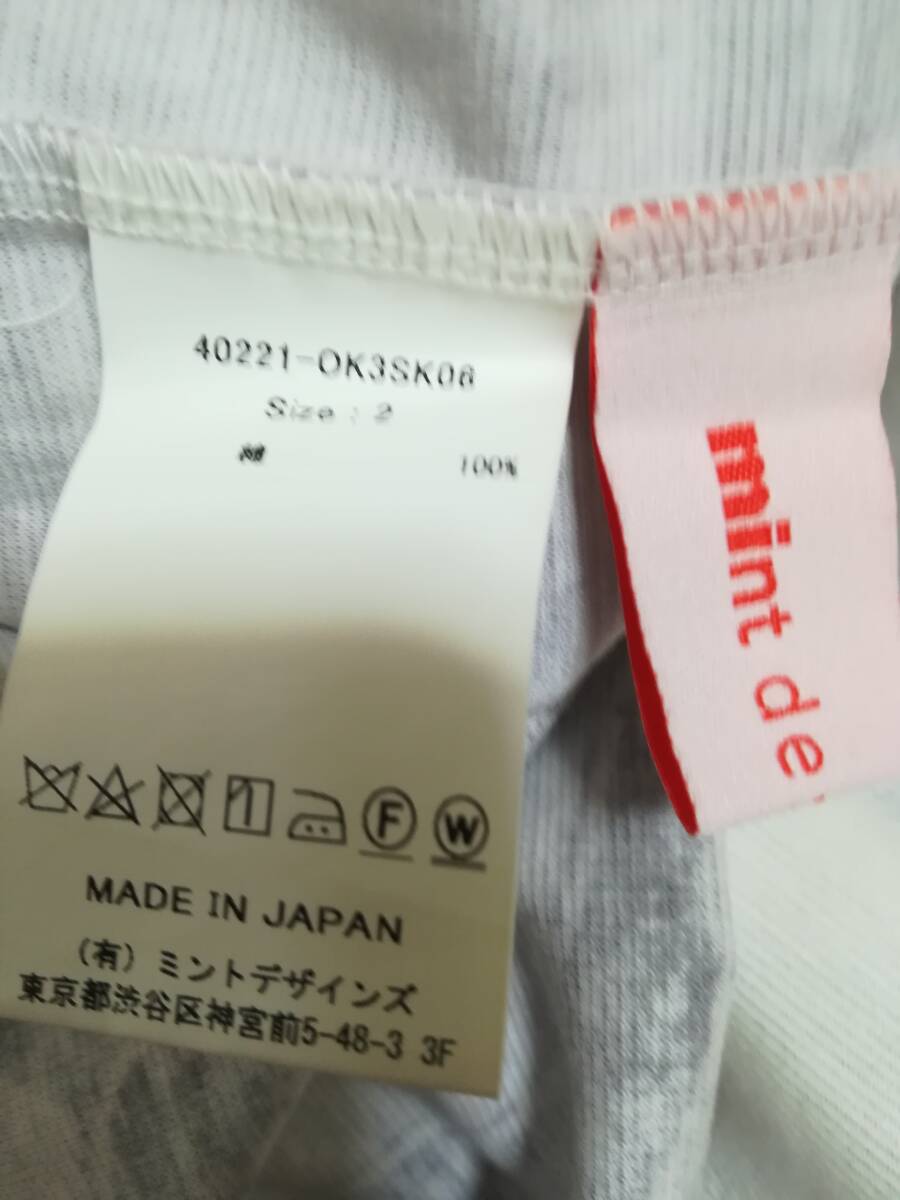 40221-OK3SK06
Size : 2
綿 100%
F W
MADE IN JAPAN
(有) ミントデザインズ
東京都渋谷区神宮前5-48-3 3F
mint de